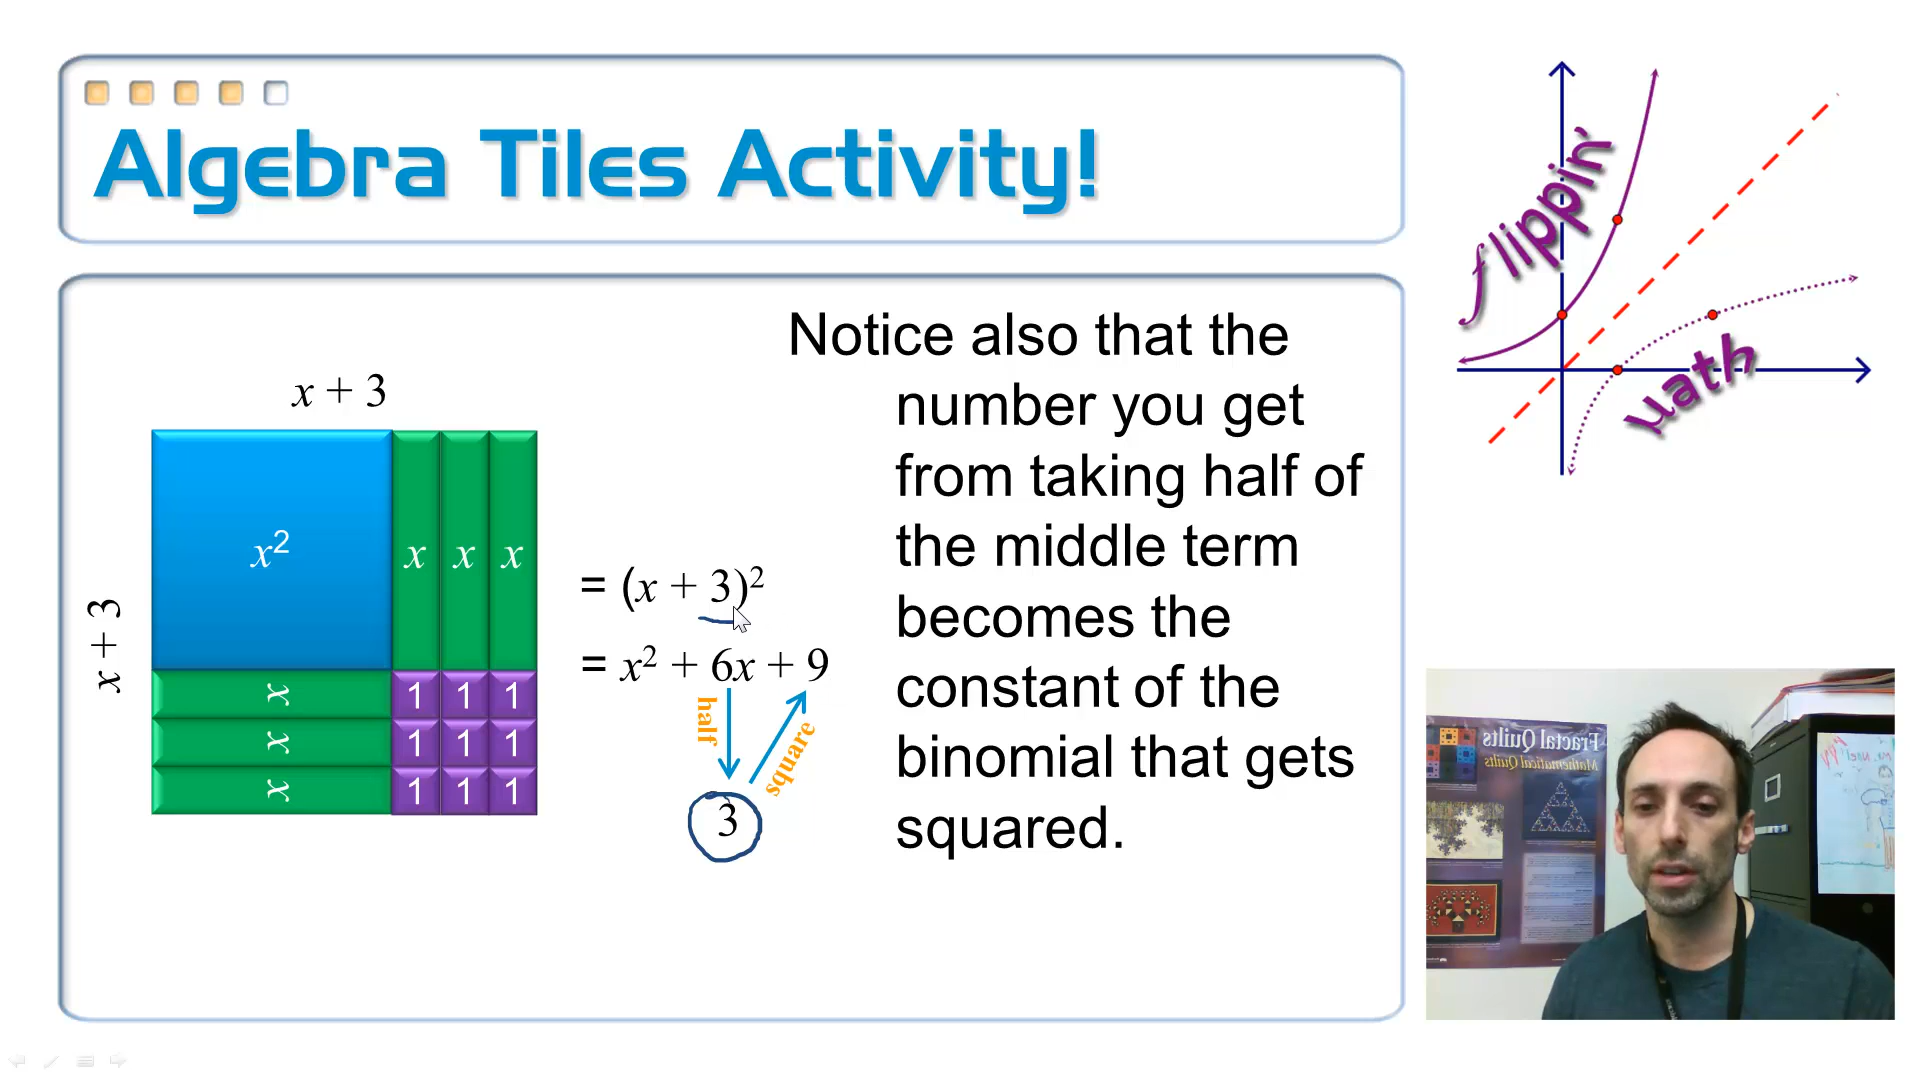 Algebra Tiles Activity!
flippin'
math
Notice also that the
number you get
from taking half of
the middle term
becomes the
constant of the
binomial that gets
squared.
x + 3
x + 3
x² x x x
x 1 1 1
x 1 1 1
x 1 1 1
= (x + 3)²
= x² + 6x + 9
half
square
3
Fractal Quilts
Mathematical Quilts